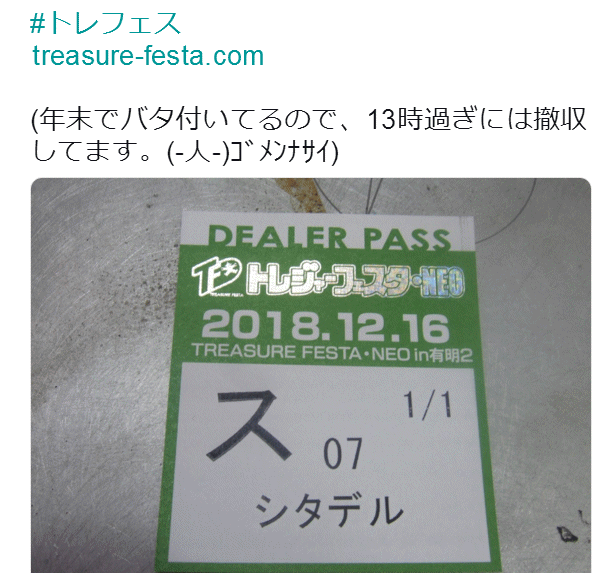 #トレフェス
treasure-festa.com
(年末でバタ付いてるので、13時過ぎには撤収
してます。(-人-)ｺﾞﾒﾝﾅｻｲ)
DEALER PASS
TF TREASURE FESTA トレジャーフェスタ・NEO
2018.12.16
TREASURE FESTA・NEO in有明2
ス 07 1/1
シタデル